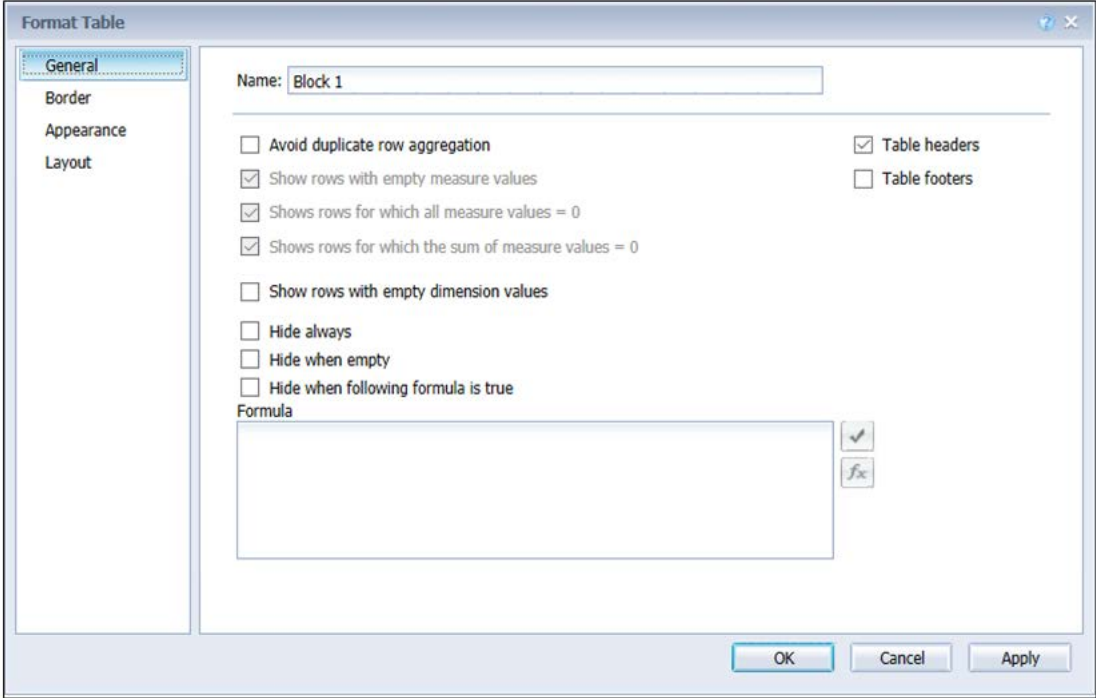 Format Table
General
Border
Appearance
Layout
Name: Block 1
Avoid duplicate row aggregation
Show rows with empty measure values
Shows rows for which all measure values = 0
Shows rows for which the sum of measure values = 0
Table headers
Table footers
Show rows with empty dimension values
Hide always
Hide when empty
Hide when following formula is true
Formula
fx
OK Cancel Apply